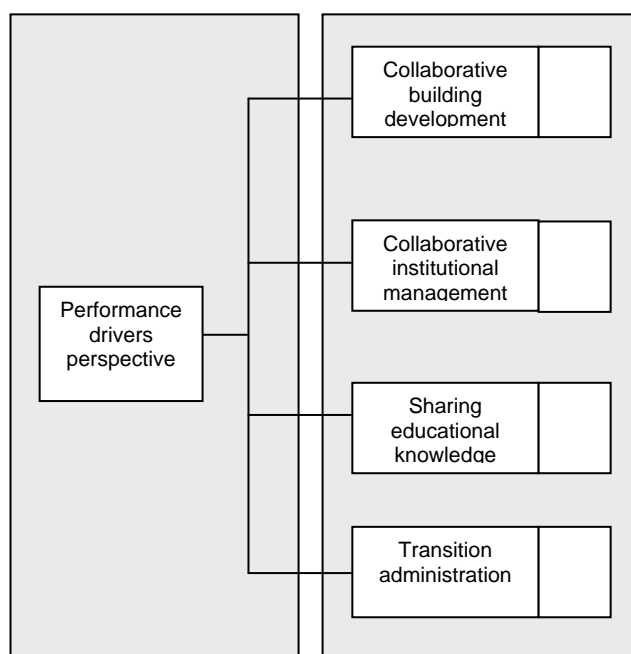 Collaborative
building
development
Collaborative
institutional
management
Performance
drivers
perspective
Sharing
educational
knowledge
Transition
administration